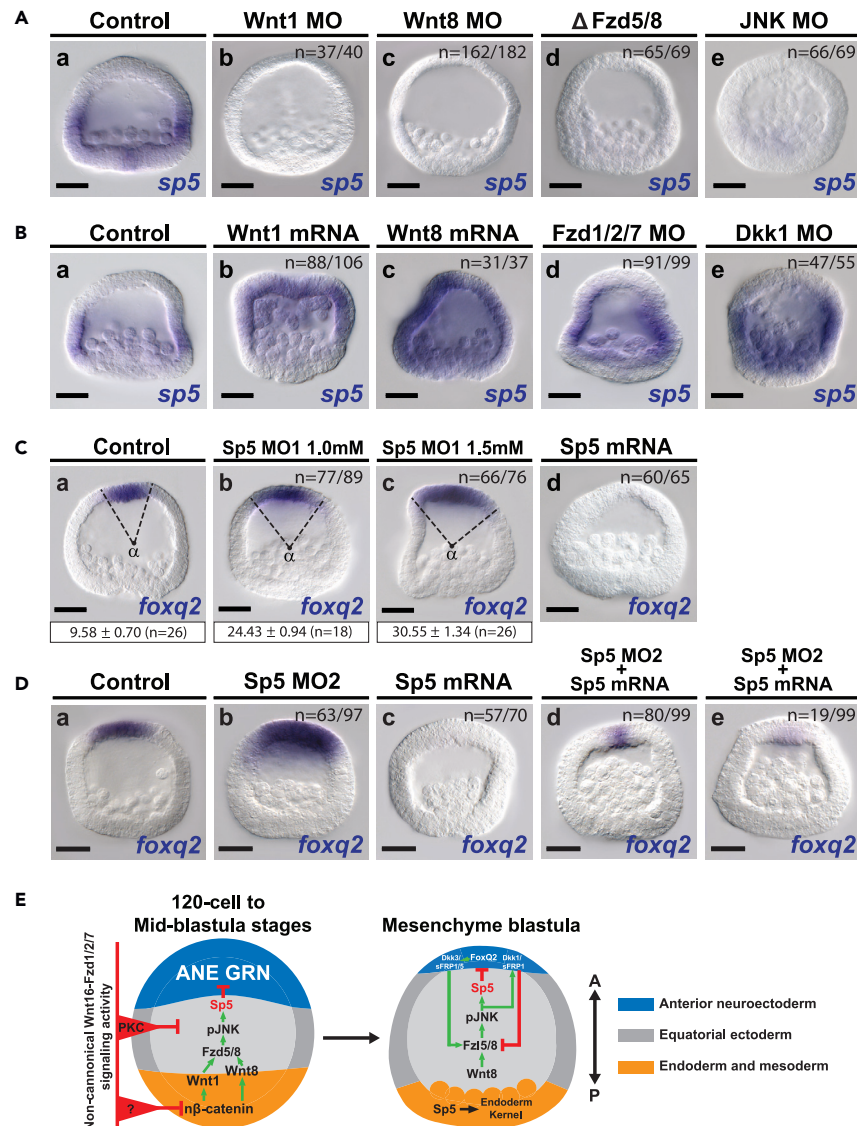 A
Control
Wnt1 MO
Wnt8 MO
Δ Fzd5/8
JNK MO
a
b
n=37/40
c
n=162/182
d
n=65/69
e
n=66/69
sp5
sp5
sp5
sp5
sp5
B
Control
Wnt1 mRNA
Wnt8 mRNA
Fzd1/2/7 MO
Dkk1 MO
a
b
n=88/106
c
n=31/37
d
n=91/99
e
n=47/55
sp5
sp5
sp5
sp5
sp5
C
Control
Sp5 MO1 1.0mM
Sp5 MO1 1.5mM
Sp5 mRNA
a
b
n=77/89
c
n=66/76
d
n=60/65
α
α
α
foxq2
foxq2
foxq2
foxq2
9.58 ± 0.70 (n=26)
24.43 ± 0.94 (n=18)
30.55 ± 1.34 (n=26)
D
Control
Sp5 MO2
Sp5 mRNA
Sp5 MO2
+
Sp5 mRNA
Sp5 MO2
+
Sp5 mRNA
a
b
n=63/97
c
n=57/70
d
n=80/99
e
n=19/99
foxq2
foxq2
foxq2
foxq2
foxq2
E
120-cell to
Mid-blastula stages
Mesenchyme blastula
Non-cannonical Wnt16-Fzd1/2/7
signaling activity
PKC
?
ANE GRN
Sp5
pJNK
Fzd5/8
Wnt1
Wnt8
nβ-catenin
Dkk3/
sFRP1/5
FoxQ2
Dkk1/
sFRP1
Sp5
pJNK
Fzl5/8
Wnt8
Sp5
Endoderm
Kernel
A
P
Anterior neuroectoderm
Equatorial ectoderm
Endoderm and mesoderm